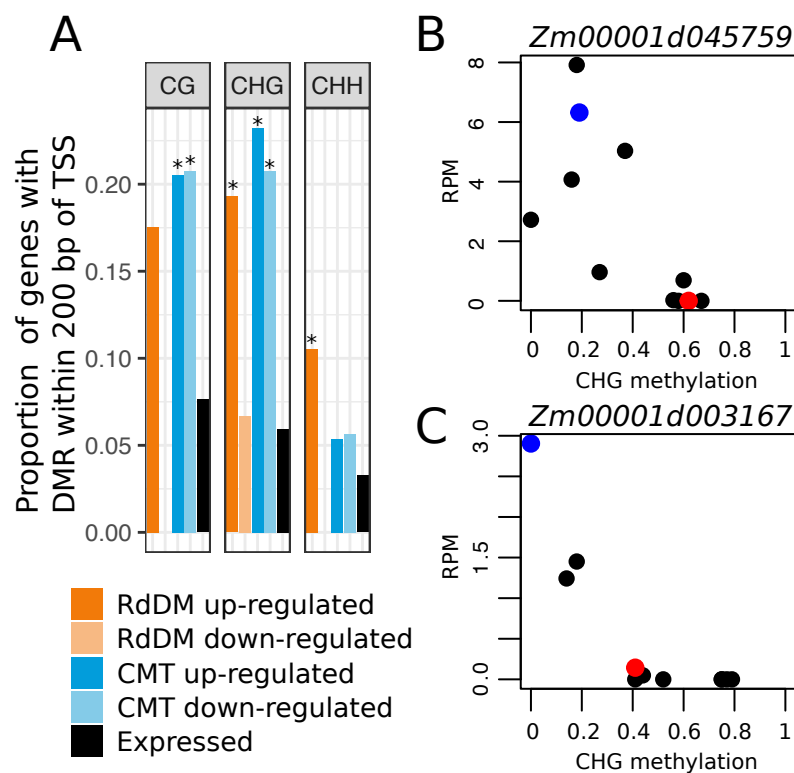 A
CG
CHG
CHH
Proportion of genes with
DMR within 200 bp of TSS
0.20
0.15
0.10
0.05
0.00
* *
* * *
*
RdDM up-regulated
RdDM down-regulated
CMT up-regulated
CMT down-regulated
Expressed
B
Zm00001d045759
RPM
8
6
4
2
0
0 0.2 0.4 0.6 0.8 1
CHG methylation
C
Zm00001d003167
RPM
3.0
1.5
0.0
0 0.2 0.4 0.6 0.8 1
CHG methylation